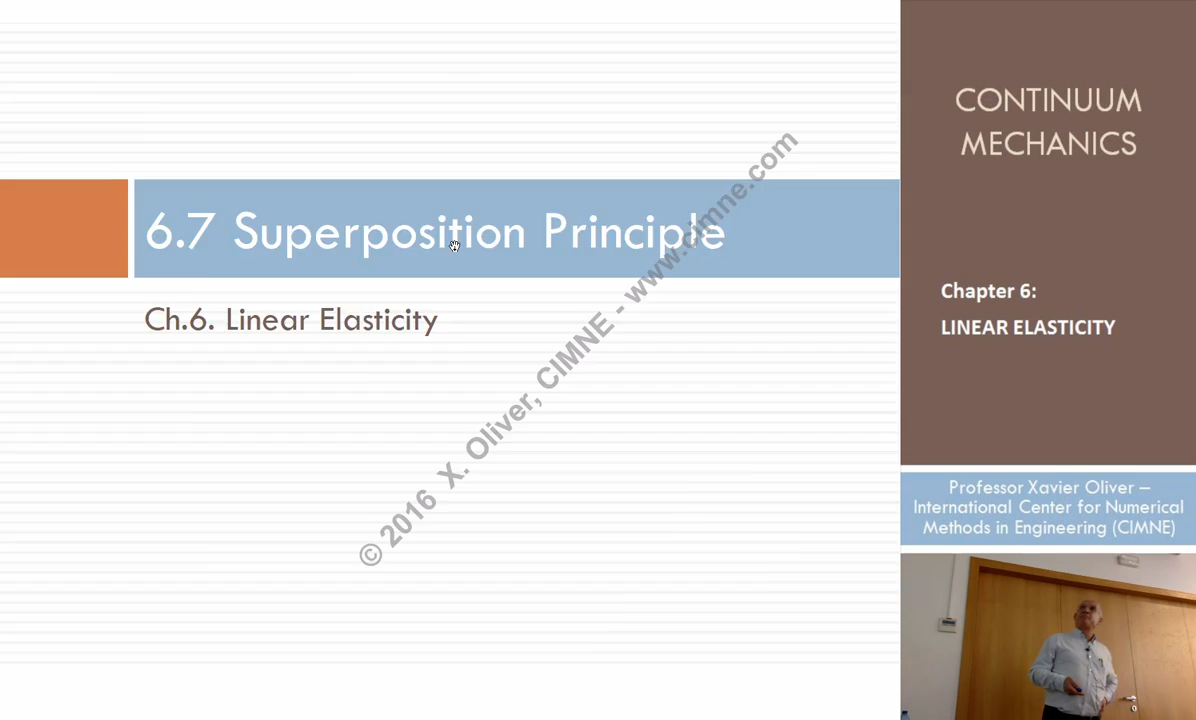 6.7 Superposition Principle
Ch.6. Linear Elasticity
© 2016 X. Oliver, CIMNE - www.cimne.com
CONTINUUM
MECHANICS
Chapter 6:
LINEAR ELASTICITY
Professor Xavier Oliver –
International Center for Numerical
Methods in Engineering (CIMNE)